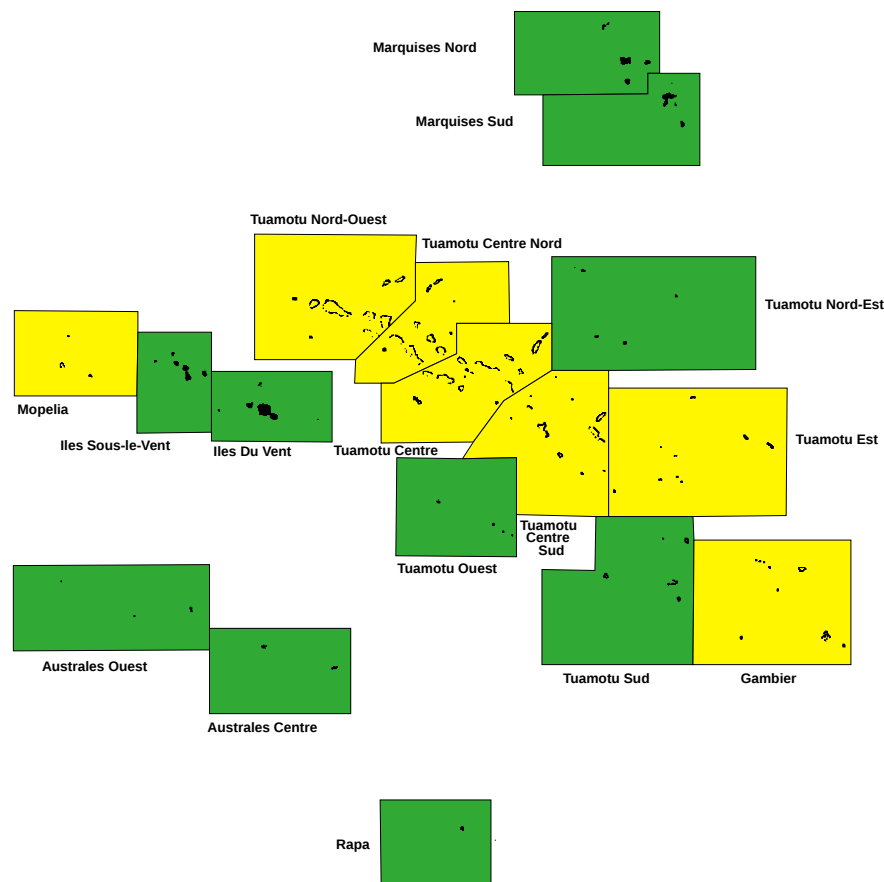 Marquises Nord
Marquises Sud
Tuamotu Nord-Ouest
Tuamotu Centre Nord
Tuamotu Nord-Est
Mopelia
Iles Sous-le-Vent
Iles Du Vent
Tuamotu Centre
Tuamotu Est
Tuamotu
Centre
Sud
Tuamotu Ouest
Australes Ouest
Tuamotu Sud
Gambier
Australes Centre
Rapa